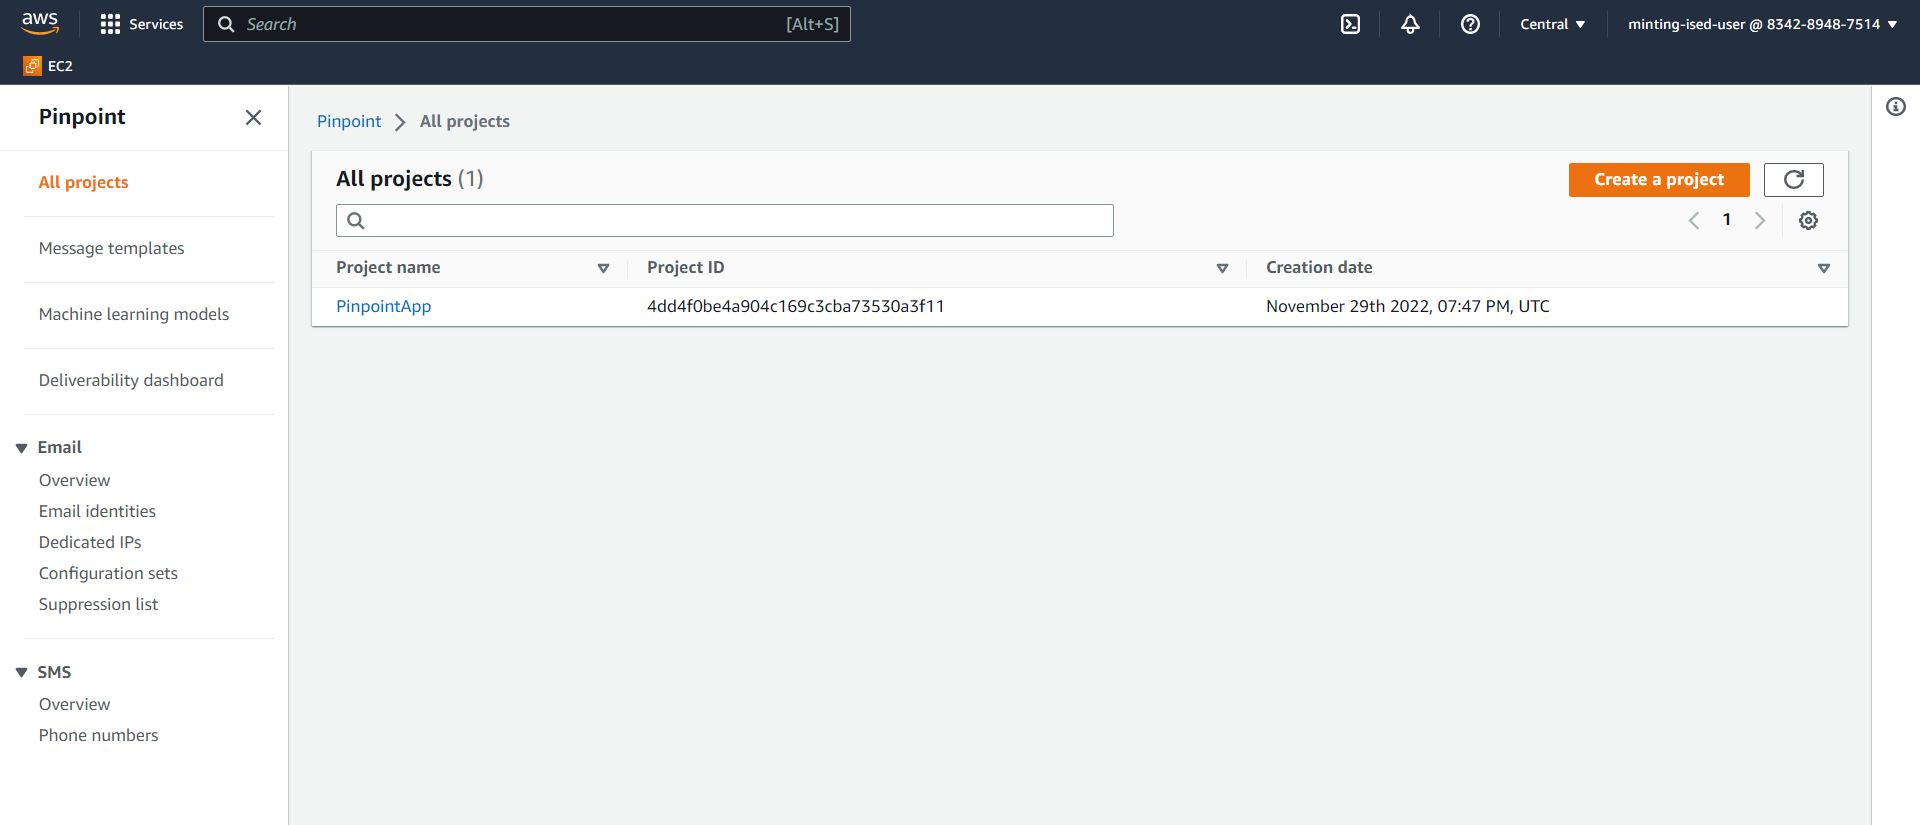 aws
Services
Search [Alt+S]
Central
minting-ised-user @ 8342-8948-7514
EC2
Pinpoint
All projects
Message templates
Machine learning models
Deliverability dashboard
Email
Overview
Email identities
Dedicated IPs
Configuration sets
Suppression list
SMS
Overview
Phone numbers
Pinpoint > All projects
All projects (1)
Create a project
1
Project name Project ID Creation date
PinpointApp 4dd4f0be4a904c169c3cba73530a3f11 November 29th 2022, 07:47 PM, UTC